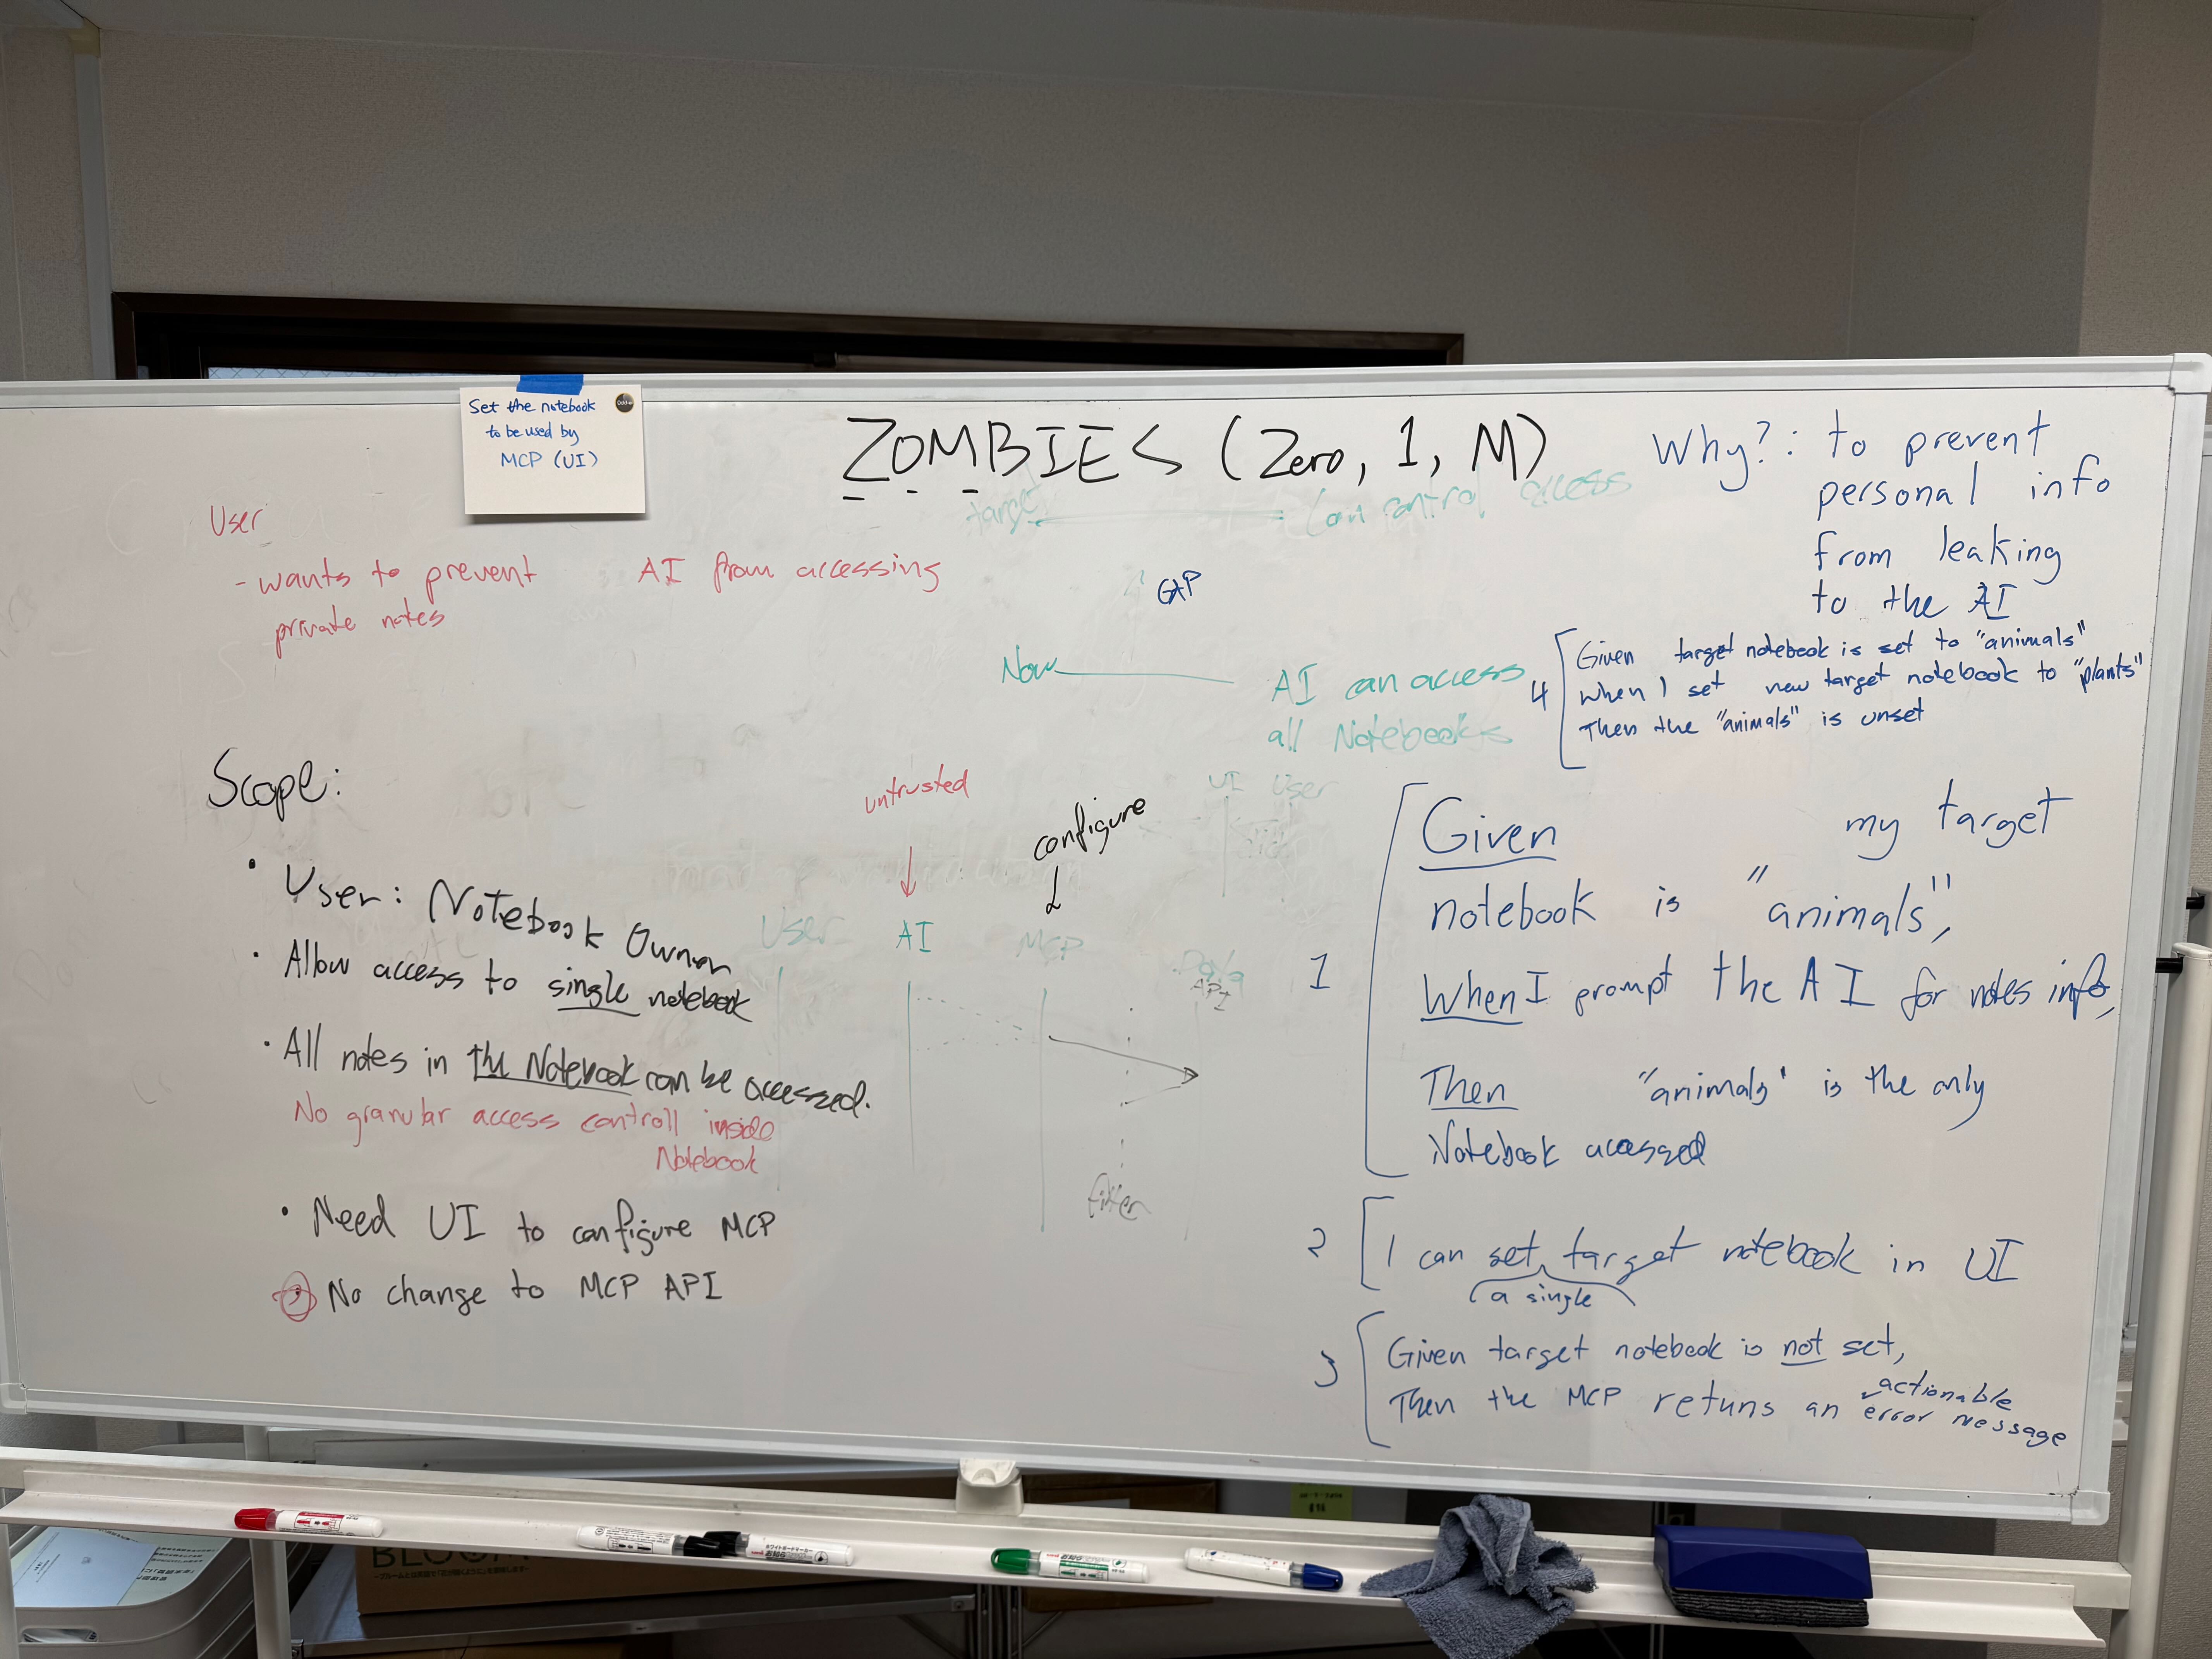 Set the notebook
to be used by
MCP (UI)
ZOMBIES (Zero, 1, M)
Why?: to prevent
personal info
from leaking
to the AI
target
Can control access
User
- wants to prevent AI from accessing
private notes
GAP
Now
AI can access
all Notebooks
4
Given target notebook is set to "animals"
When I set new target notebook to "plants"
Then the "animals" is unset
Scope:
• User: Notebook Owner
• Allow access to single notebook
• All notes in the Notebook can be accessed.
No granular access controll inside
Notebook
• Need UI to configure MCP
• No change to MCP API
untrusted
configure
UI User
User AI MCP Data
API
filter
1
Given my target
notebook is "animals",
When I prompt the AI for notes info,
Then "animals" is the only
Notebook acessed
2
I can set target notebook in UI
a single
3
Given target notebook is not set,
actionable
Then the MCP retuns an error message